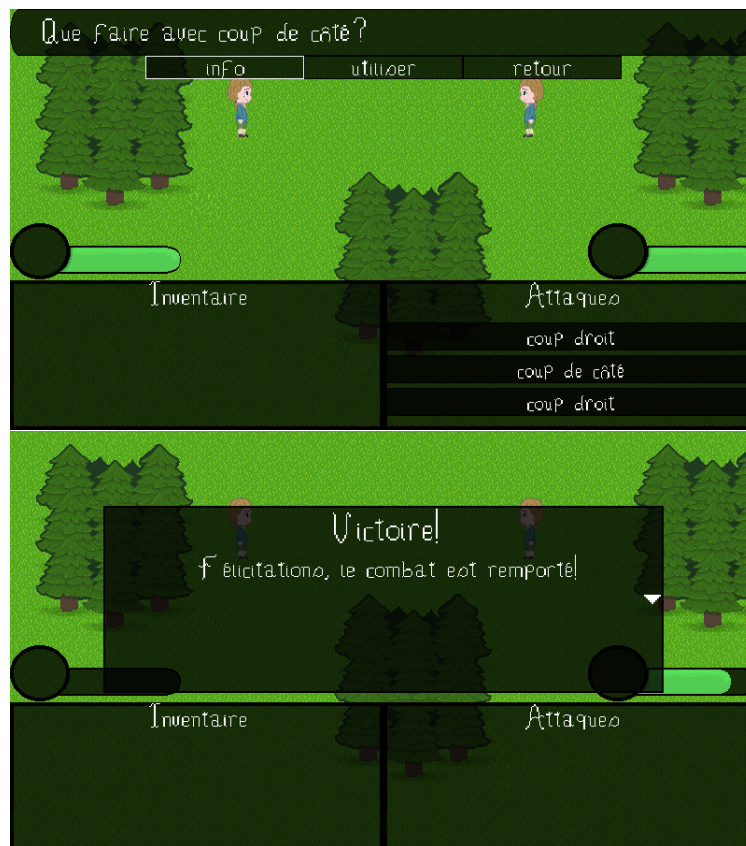 Que faire avec coup de côté?
info utiliser retour
Inventaire
Attaques
coup droit
coup de côté
coup droit
Victoire!
Félicitations, le combat est remporté!
Inventaire
Attaques